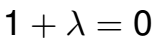 1 + λ = 0